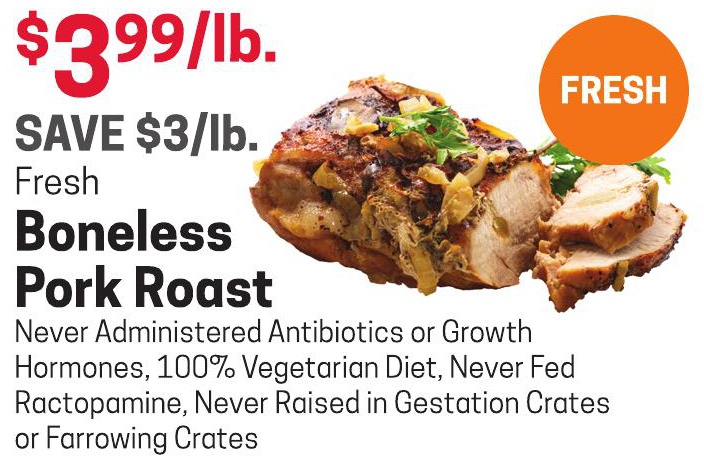 $3.99/lb.
SAVE $3/lb.
FRESH
Fresh
Boneless
Pork Roast
Never Administered Antibiotics or Growth
Hormones, 100% Vegetarian Diet, Never Fed
Ractopamine, Never Raised in Gestation Crates
or Farrowing Crates